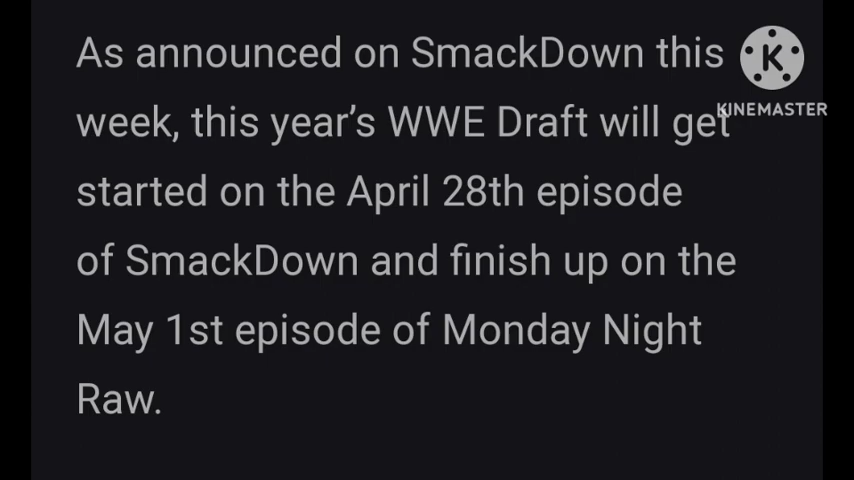 As announced on SmackDown this
week, this year’s WWE Draft will get
started on the April 28th episode
of SmackDown and finish up on the
May 1st episode of Monday Night
Raw.
K
KINEMASTER